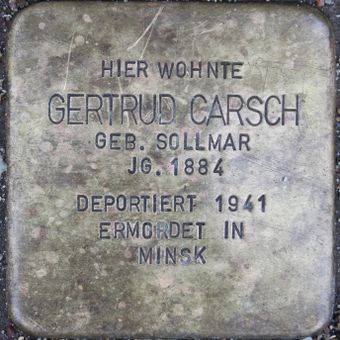 HIER WOHNTE
GERTRUD CARSCH
GEB. SOLLMAR
JG. 1884
DEPORTIERT 1941
ERMORDET IN
MINSK